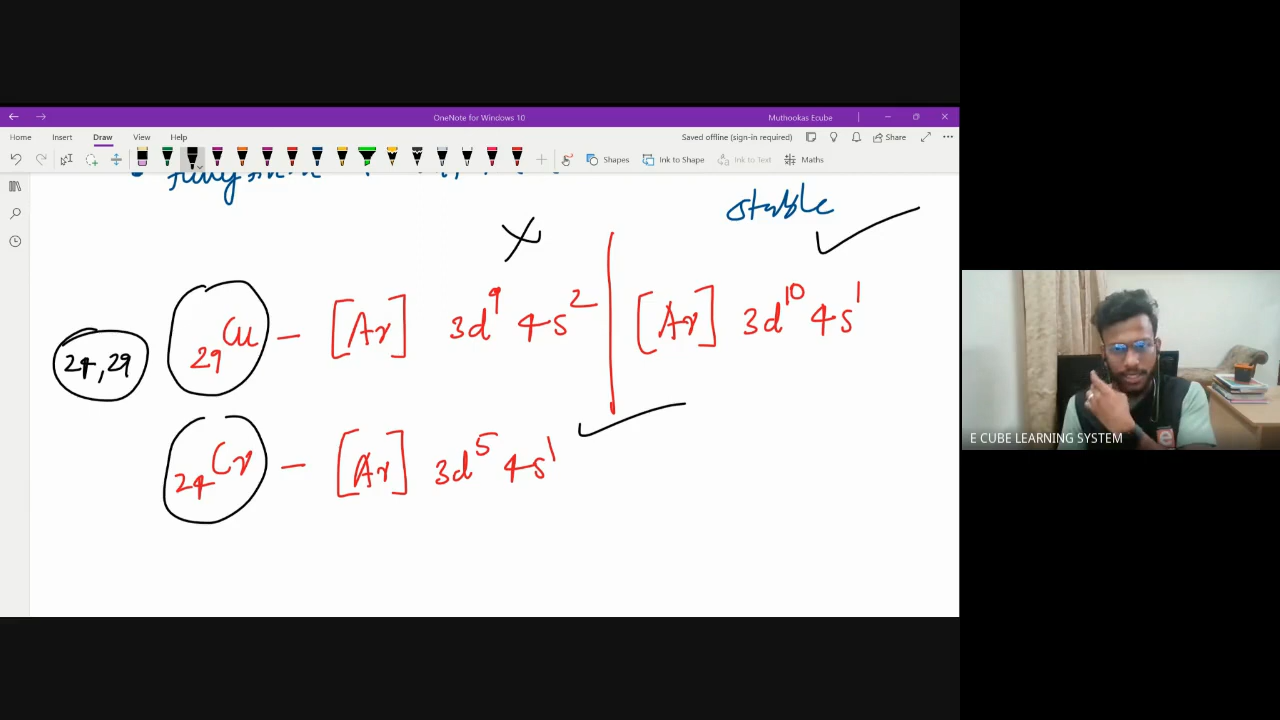 OneNote for Windows 10
Muthookas Ecube
Home Insert Draw View Help
Saved offline (sign-in required)
Share
Shapes
Ink to Shape
Ink to Text
Maths
stable
✓
×
29Cu - [Ar] 3d⁹ 4s² | [Ar] 3d¹⁰ 4s¹
24, 29
24Cr - [Ar] 3d⁵ 4s¹ ✓
E CUBE LEARNING SYSTEM